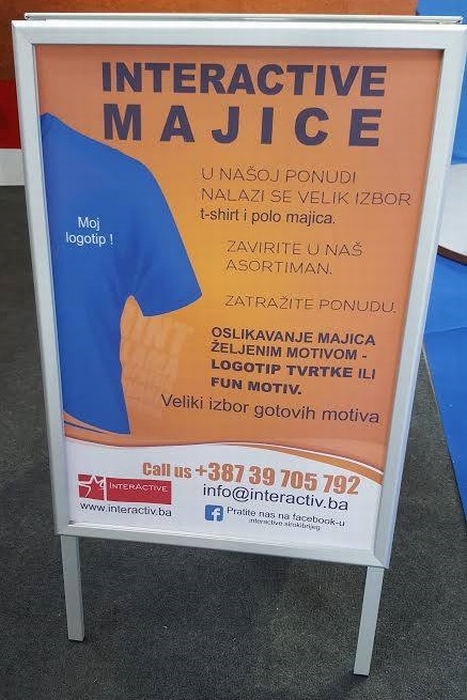 INTERACTIVE
MAJICE
U NAŠOJ PONUDI
NALAZI SE VELIK IZBOR
t-shirt i polo majica.
Moj
logotip !
ZAVIRITE U NAŠ
ASORTIMAN.
ZATRAŽITE PONUDU.
OSLIKAVANJE MAJICA
ŽELJENIM MOTIVOM -
LOGOTIP TVRTKE ILI
FUN MOTIV.
Veliki izbor gotovih motiva
Call us +387 39 705 792
INTERACTIVE
info@interactiv.ba
www.interactiv.ba
Pratite nas na facebook-u
interactive sirokibrijeg